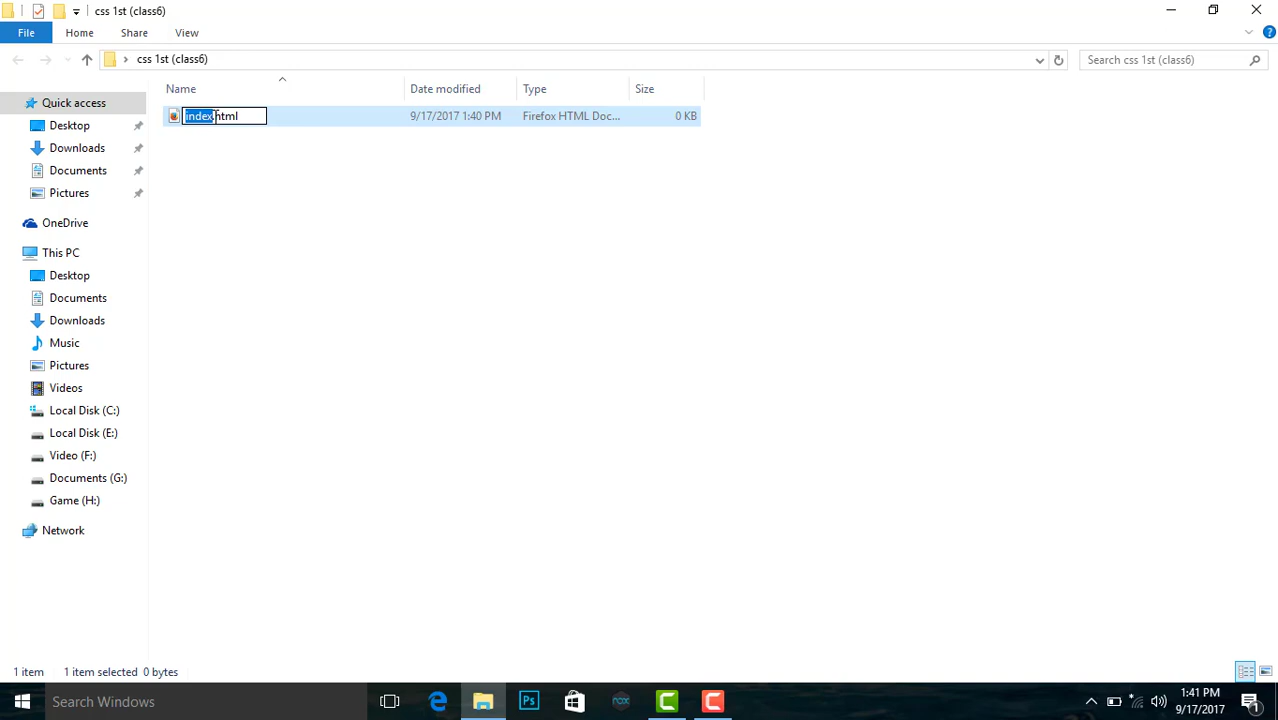 css 1st (class6)
File
Home
Share
View
css 1st (class6)
Search css 1st (class6)
Name
Date modified
Type
Size
index.html
9/17/2017 1:40 PM
Firefox HTML Doc...
0 KB
Quick access
Desktop
Downloads
Documents
Pictures
OneDrive
This PC
Desktop
Documents
Downloads
Music
Pictures
Videos
Local Disk (C:)
Local Disk (E:)
Video (F:)
Documents (G:)
Game (H:)
Network
1 item
1 item selected 0 bytes
Search Windows
Ps
nox
1:41 PM
9/17/2017
1